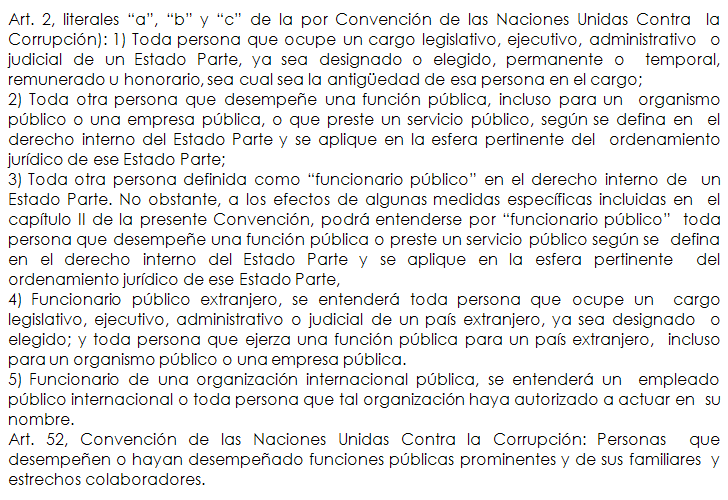 Art. 2, literales “a”, “b” y “c” de la por Convención de las Naciones Unidas Contra la
Corrupción): 1) Toda persona que ocupe un cargo legislativo, ejecutivo, administrativo o
judicial de un Estado Parte, ya sea designado o elegido, permanente o temporal,
remunerado u honorario, sea cual sea la antigüedad de esa persona en el cargo;
2) Toda otra persona que desempeñe una función pública, incluso para un organismo
público o una empresa pública, o que preste un servicio público, según se defina en el
derecho interno del Estado Parte y se aplique en la esfera pertinente del ordenamiento
jurídico de ese Estado Parte;
3) Toda otra persona definida como “funcionario público” en el derecho interno de un
Estado Parte. No obstante, a los efectos de algunas medidas específicas incluidas en el
capítulo II de la presente Convención, podrá entenderse por “funcionario público” toda
persona que desempeñe una función pública o preste un servicio público según se defina
en el derecho interno del Estado Parte y se aplique en la esfera pertinente del
ordenamiento jurídico de ese Estado Parte,
4) Funcionario público extranjero, se entenderá toda persona que ocupe un cargo
legislativo, ejecutivo, administrativo o judicial de un país extranjero, ya sea designado o
elegido; y toda persona que ejerza una función pública para un país extranjero, incluso
para un organismo público o una empresa pública.
5) Funcionario de una organización internacional pública, se entenderá un empleado
público internacional o toda persona que tal organización haya autorizado a actuar en su
nombre.
Art. 52, Convención de las Naciones Unidas Contra la Corrupción: Personas que
desempeñen o hayan desempeñado funciones públicas prominentes y de sus familiares y
estrechos colaboradores.